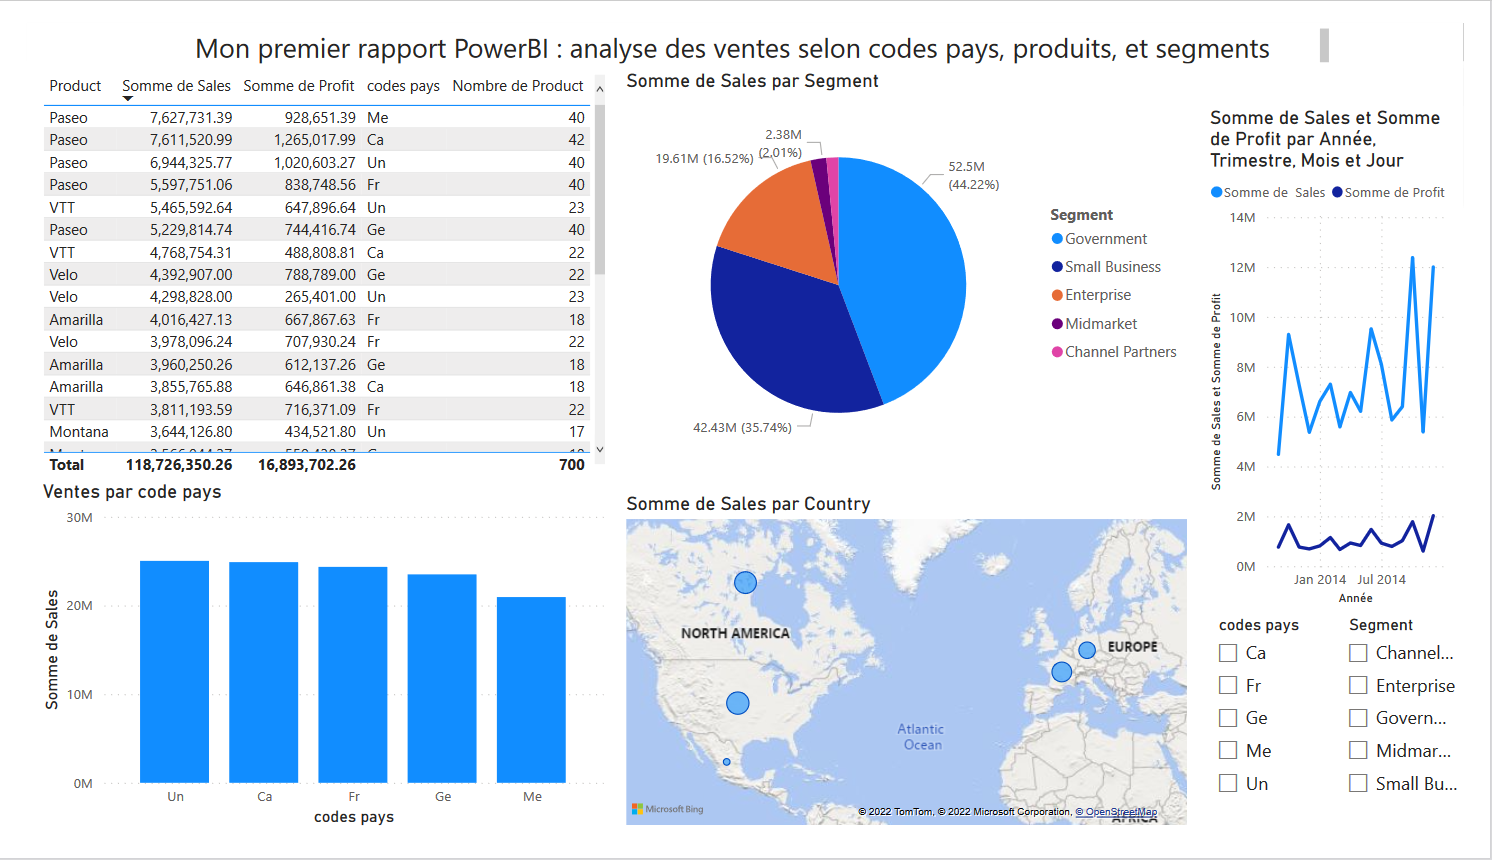 Mon premier rapport PowerBI : analyse des ventes selon codes pays, produits, et segments
Product Somme de Sales Somme de Profit codes pays Nombre de Product
Paseo 7,627,731.39 928,651.39 Me 40
Paseo 7,611,520.99 1,265,017.99 Ca 42
Paseo 6,944,325.77 1,020,603.27 Un 40
Paseo 5,597,751.06 838,748.56 Fr 40
VTT 5,465,592.64 647,896.64 Un 23
Paseo 5,229,814.74 744,416.74 Ge 40
VTT 4,768,754.31 488,808.81 Ca 22
Velo 4,392,907.00 788,789.00 Ge 22
Velo 4,298,828.00 265,401.00 Un 23
Amarilla 4,016,427.13 667,867.63 Fr 18
Velo 3,978,096.24 707,930.24 Fr 22
Amarilla 3,960,250.26 612,137.26 Ge 18
Amarilla 3,855,765.88 646,861.38 Ca 18
VTT 3,811,193.59 716,371.09 Fr 22
Montana 3,644,126.80 434,521.80 Un 17
Total 118,726,350.26 16,893,702.26 700
Somme de Sales par Segment
2.38M
(2.01%)
19.61M (16.52%)
52.5M
(44.22%)
42.43M (35.74%)
Segment
Government
Small Business
Enterprise
Midmarket
Channel Partners
Somme de Sales et Somme
de Profit par Année,
Trimestre, Mois et Jour
Somme de Sales Somme de Profit
Somme de Sales et Somme de Profit
14M
12M
10M
8M
6M
4M
2M
0M
Jan 2014 Jul 2014
Année
Ventes par code pays
Somme de Sales
30M
20M
10M
0M
Un Ca Fr Ge Me
codes pays
Somme de Sales par Country
NORTH AMERICA
EUROPE
Atlantic
Ocean
AFRICA
Microsoft Bing
© 2022 TomTom, © 2022 Microsoft Corporation, © OpenStreetMap
codes pays
Ca
Fr
Ge
Me
Un
Segment
Channel...
Enterprise
Govern...
Midmar...
Small Bu...